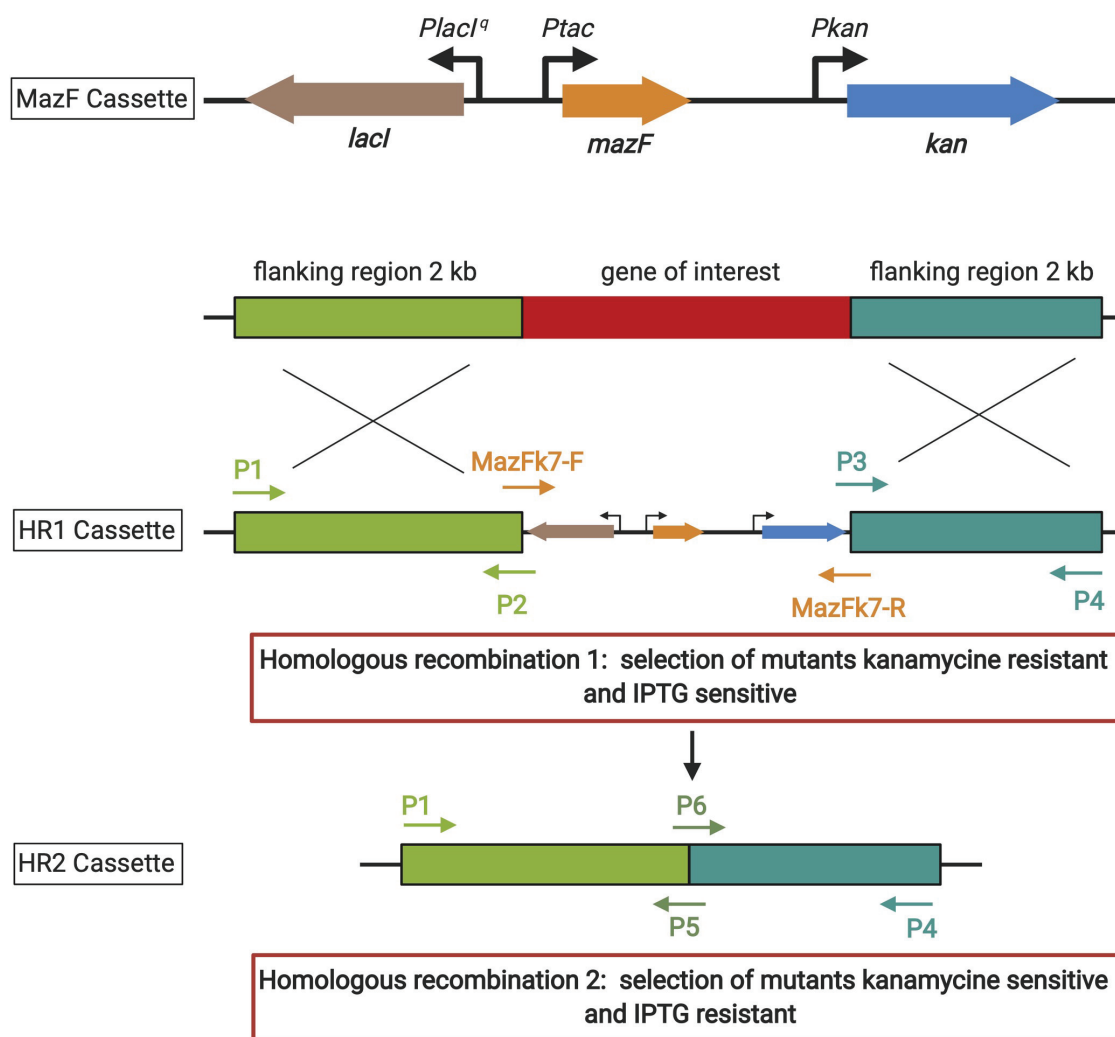 PlacI^q Ptac Pkan
MazF Cassette
lacI mazF kan
flanking region 2 kb gene of interest flanking region 2 kb
P1 MazFk7-F P3
HR1 Cassette
P2 MazFk7-R P4
Homologous recombination 1: selection of mutants kanamycine resistant
and IPTG sensitive
P1 P6
HR2 Cassette
P5 P4
Homologous recombination 2: selection of mutants kanamycine sensitive
and IPTG resistant